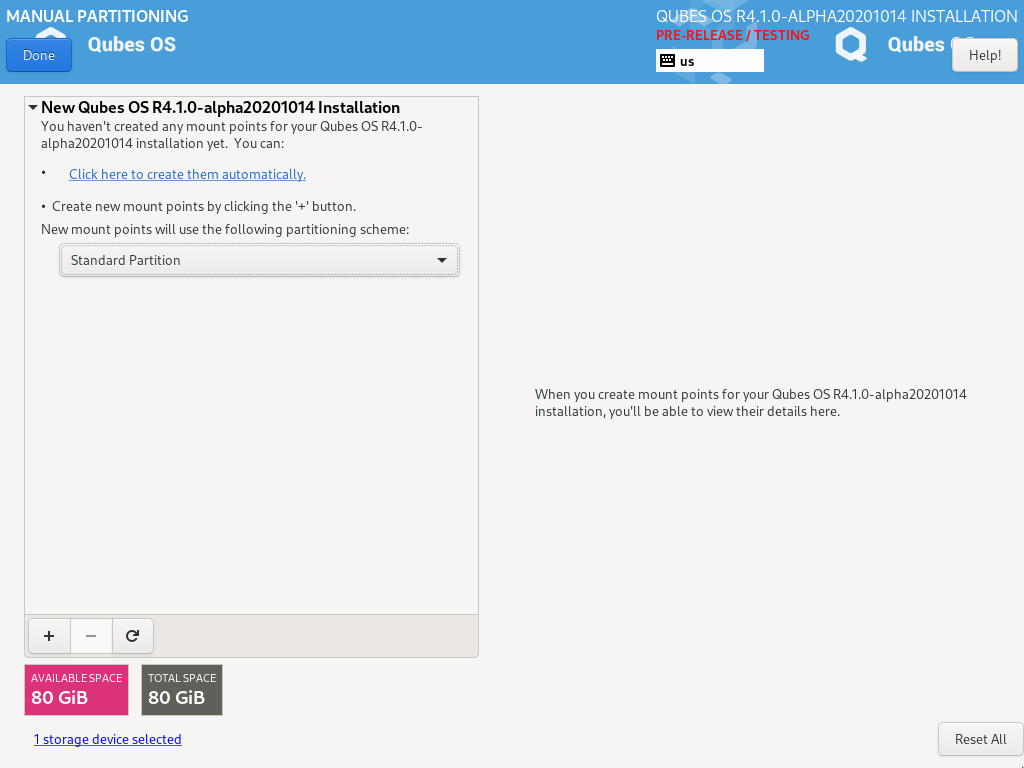 MANUAL PARTITIONING
QUBES OS R4.1.0-ALPHA20201014 INSTALLATION
PRE-RELEASE / TESTING
Done
Qubes OS
us
Qubes
Help!
New Qubes OS R4.1.0-alpha20201014 Installation
You haven't created any mount points for your Qubes OS R4.1.0-
alpha20201014 installation yet.  You can:
• Click here to create them automatically.
• Create new mount points by clicking the '+' button.
New mount points will use the following partitioning scheme:
Standard Partition
When you create mount points for your Qubes OS R4.1.0-alpha20201014
installation, you'll be able to view their details here.
+ −
AVAILABLE SPACE
80 GiB
TOTAL SPACE
80 GiB
1 storage device selected
Reset All